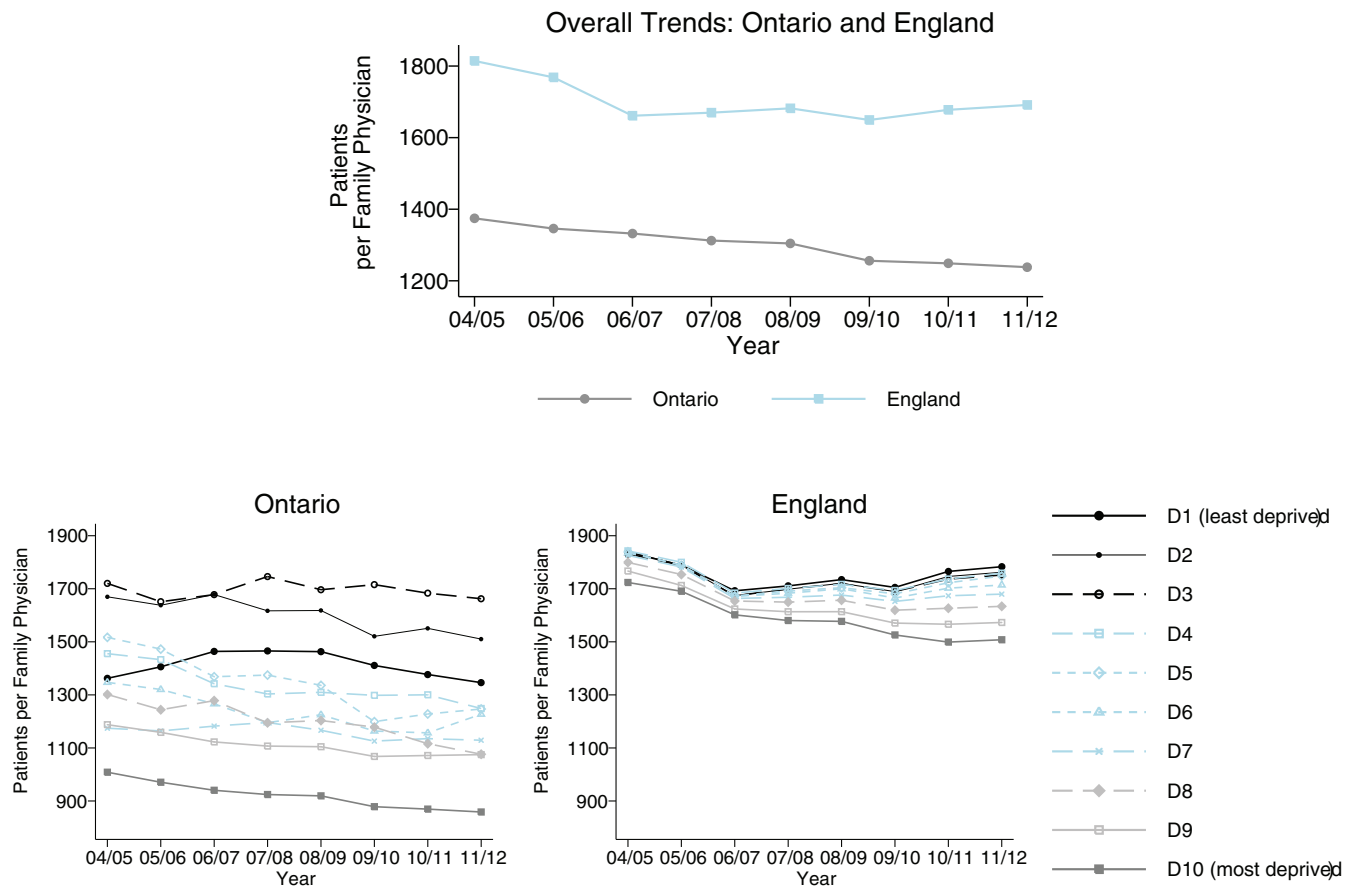 Overall Trends: Ontario and England
Patients
per Family Physician
1800
1600
1400
1200
04/05 05/06 06/07 07/08 08/09 09/10 10/11 11/12
Year
Ontario England
Ontario
Patients per Family Physician
1900
1700
1500
1300
1100
900
04/05 05/06 06/07 07/08 08/09 09/10 10/11 11/12
Year
England
Patients per Family Physician
1900
1700
1500
1300
1100
900
04/05 05/06 06/07 07/08 08/09 09/10 10/11 11/12
Year
D1 (least deprived)
D2
D3
D4
D5
D6
D7
D8
D9
D10 (most deprived)